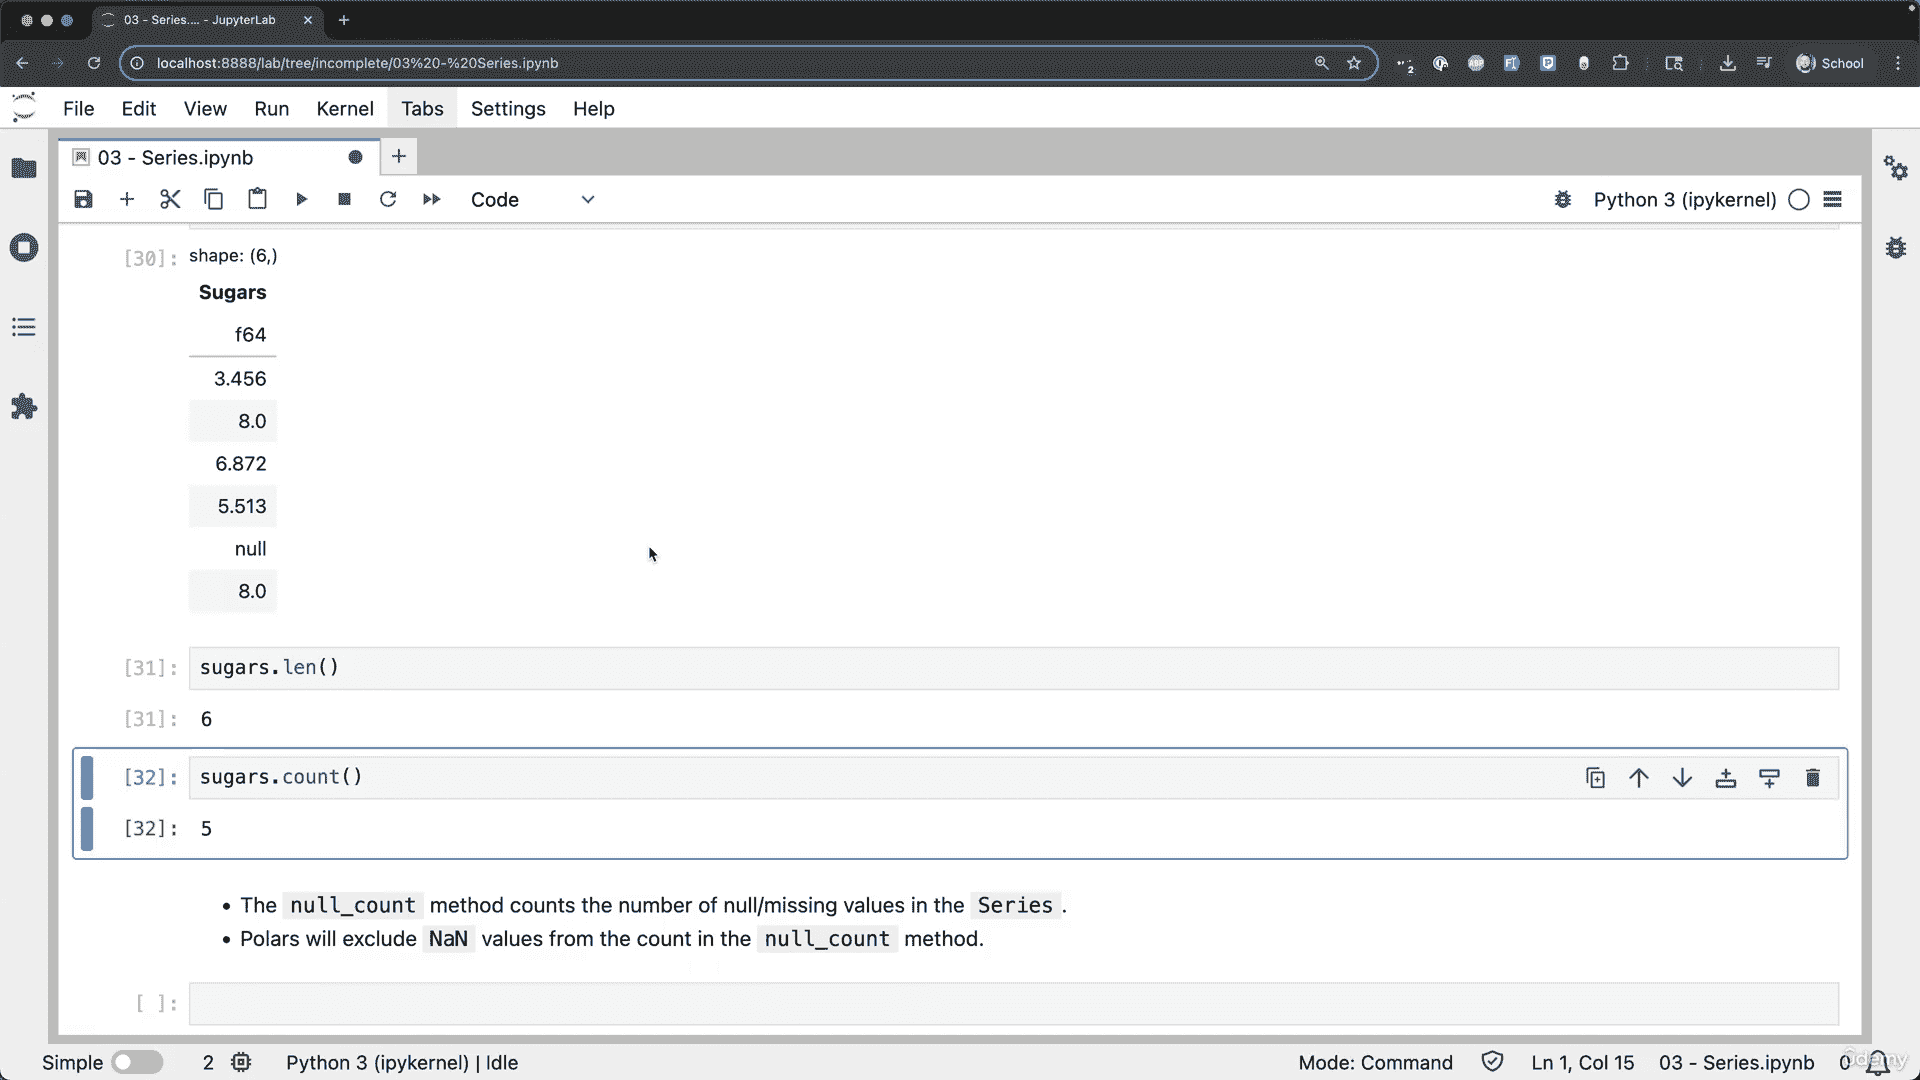 03 - Series.... - JupyterLab
localhost:8888/lab/tree/incomplete/03%20-%20Series.ipynb
2
ABP
School
File Edit View Run Kernel Tabs Settings Help
03 - Series.ipynb
Code
Python 3 (ipykernel)
[30]: shape: (6,)
Sugars
f64
3.456
8.0
6.872
5.513
null
8.0
[31]: sugars.len()
[31]: 6
[32]: sugars.count()
[32]: 5
• The null_count method counts the number of null/missing values in the Series .
• Polars will exclude NaN values from the count in the null_count method.
[ ]:
Simple 2 Python 3 (ipykernel) | Idle Mode: Command Ln 1, Col 15 03 - Series.ipynb 0
ûdemy